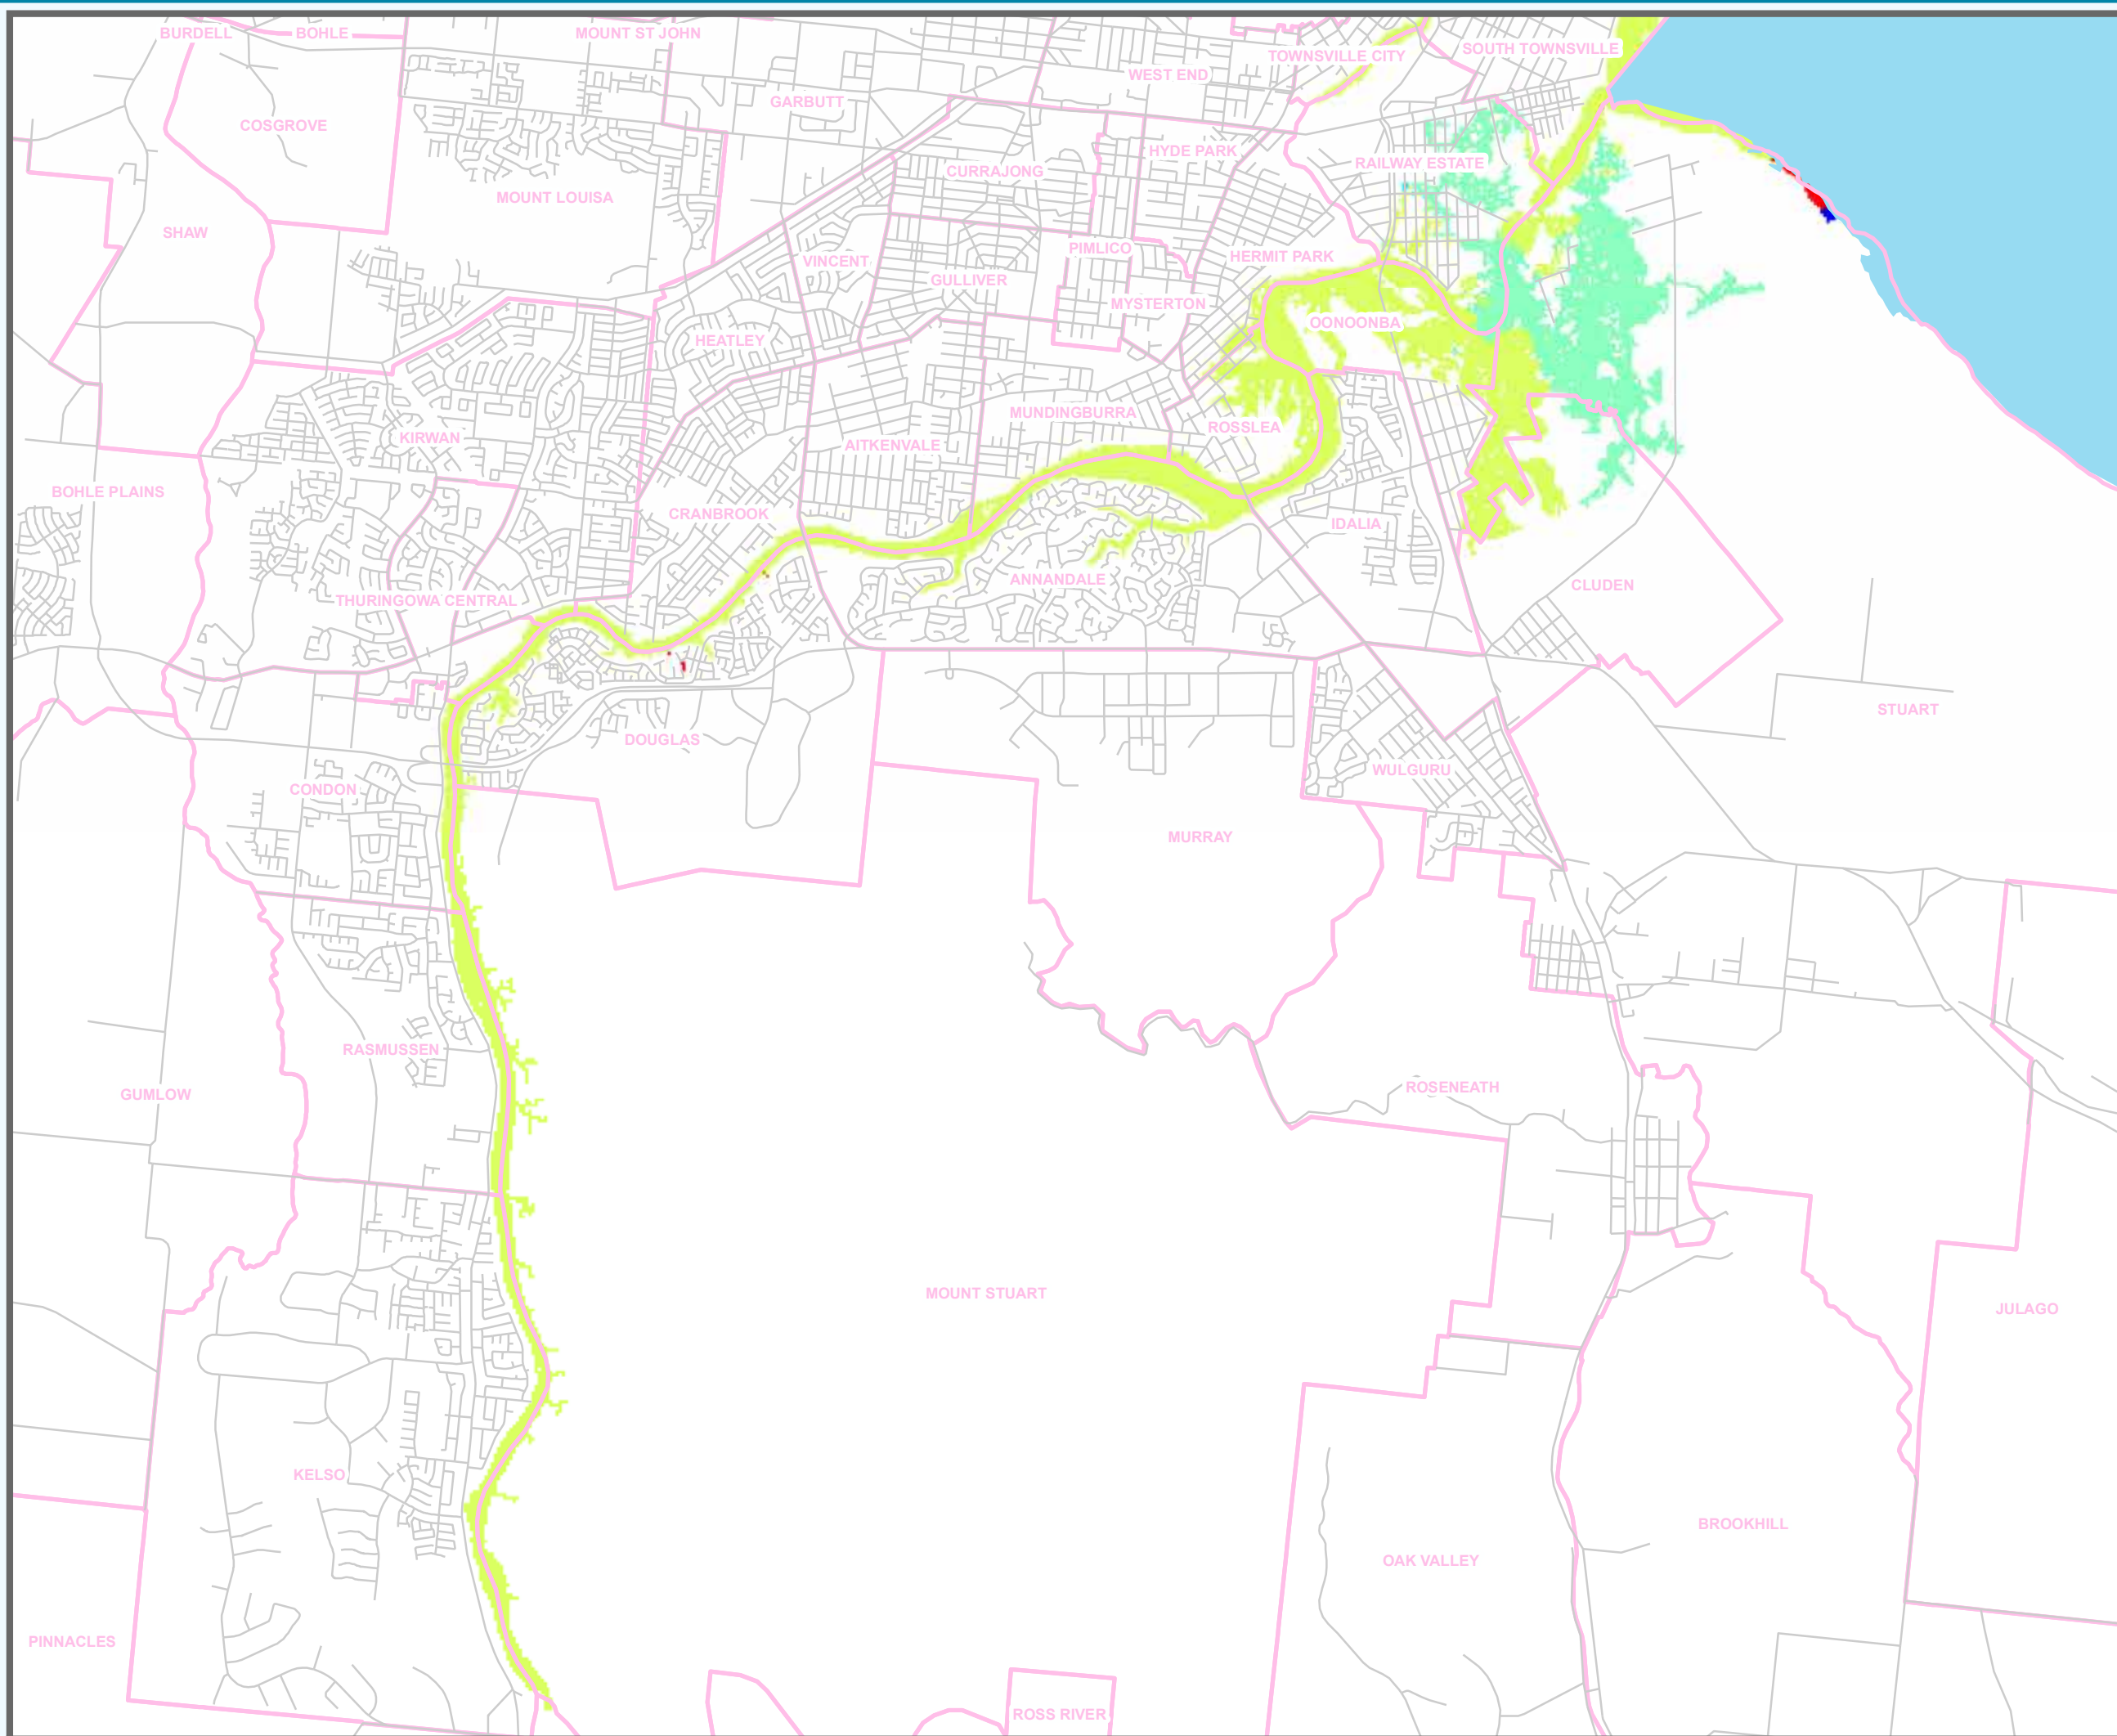 BURDELL
BOHLE
MOUNT ST JOHN
SOUTH TOWNSVILLE
TOWNSVILLE CITY
WEST END
GARBUTT
COSGROVE
HYDE PARK
RAILWAY ESTATE
CURRAJONG
MOUNT LOUISA
SHAW
PIMLICO
HERMIT PARK
VINCENT
GULLIVER
MYSTERTON
OONOONBA
HEATLEY
MUNDINGBURRA
ROSSLEA
KIRWAN
AITKENVALE
BOHLE PLAINS
CRANBROOK
IDALIA
ANNANDALE
CLUDEN
THURINGOWA CENTRAL
STUART
DOUGLAS
WULGURU
CONDON
MURRAY
RASMUSSEN
ROSENEATH
GUMLOW
MOUNT STUART
JULAGO
KELSO
BROOKHILL
OAK VALLEY
PINNACLES
ROSS RIVER